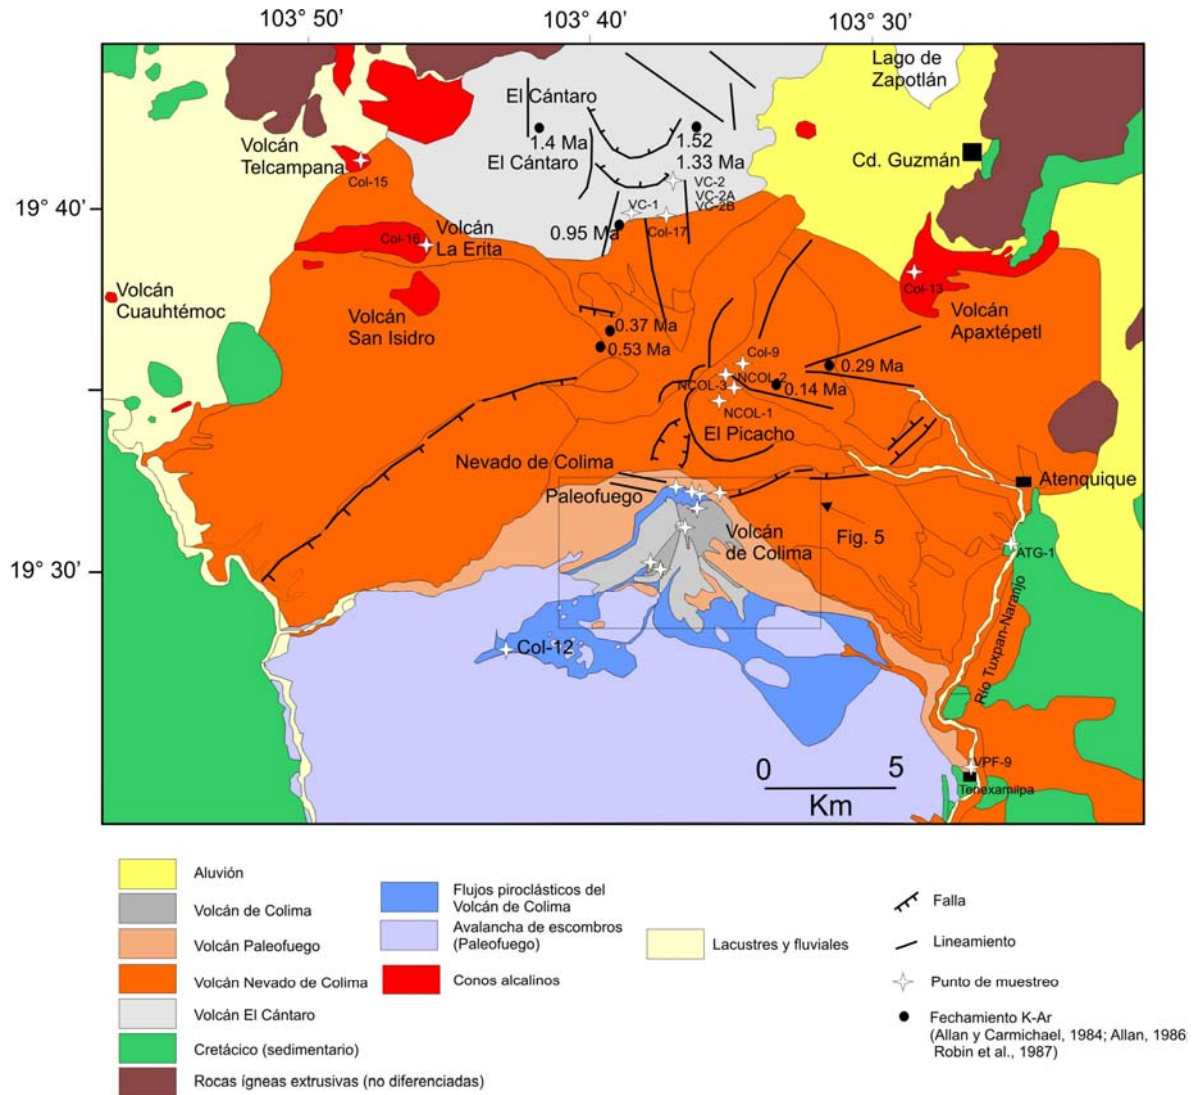 103° 50’
103° 40’
103° 30’
19° 40’
19° 30’
Lago de
Zapotlán
El Cántaro
1.4 Ma
El Cántaro
1.52
1.33 Ma
Volcán
Telcampana
Col-15
Cd. Guzmán
VC-2
VC-2A
VC-2B
VC-1
Col-17
0.95 Ma
Col-16
Volcán
La Erita
Volcán
Cuauhtémoc
Volcán
San Isidro
Col-13
Volcán
Apaxtépetl
0.37 Ma
0.53 Ma
Col-9
0.29 Ma
NCOL-2
NCOL-3
0.14 Ma
NCOL-1
El Picacho
Nevado de Colima
Paleofuego
Atenquique
Volcán
de Colima
Fig. 5
ATG-1
Río Tuxpan-Naranjo
Col-12
VPF-9
Tenexamilpa
0 5
Km
Aluvión
Volcán de Colima
Volcán Paleofuego
Volcán Nevado de Colima
Volcán El Cántaro
Cretácico (sedimentario)
Rocas ígneas extrusivas (no diferenciadas)
Flujos piroclásticos del
Volcán de Colima
Avalancha de escombros
(Paleofuego)
Conos alcalinos
Lacustres y fluviales
Falla
Lineamiento
Punto de muestreo
Fechamiento K-Ar
(Allan y Carmichael, 1984; Allan, 1986
Robin et al., 1987)